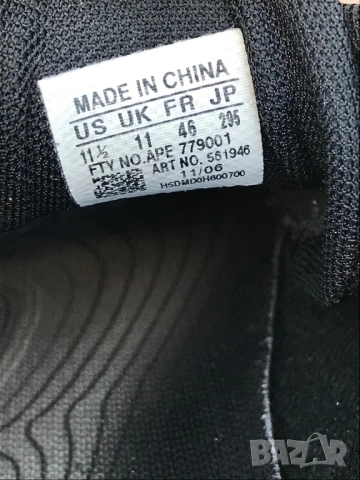 MADE IN CHINA
US UK FR JP
11½ 11 46 295
FTY NO. APE 779001
ART NO. 561946
11/06
HSDMD0H600700
BAZAR